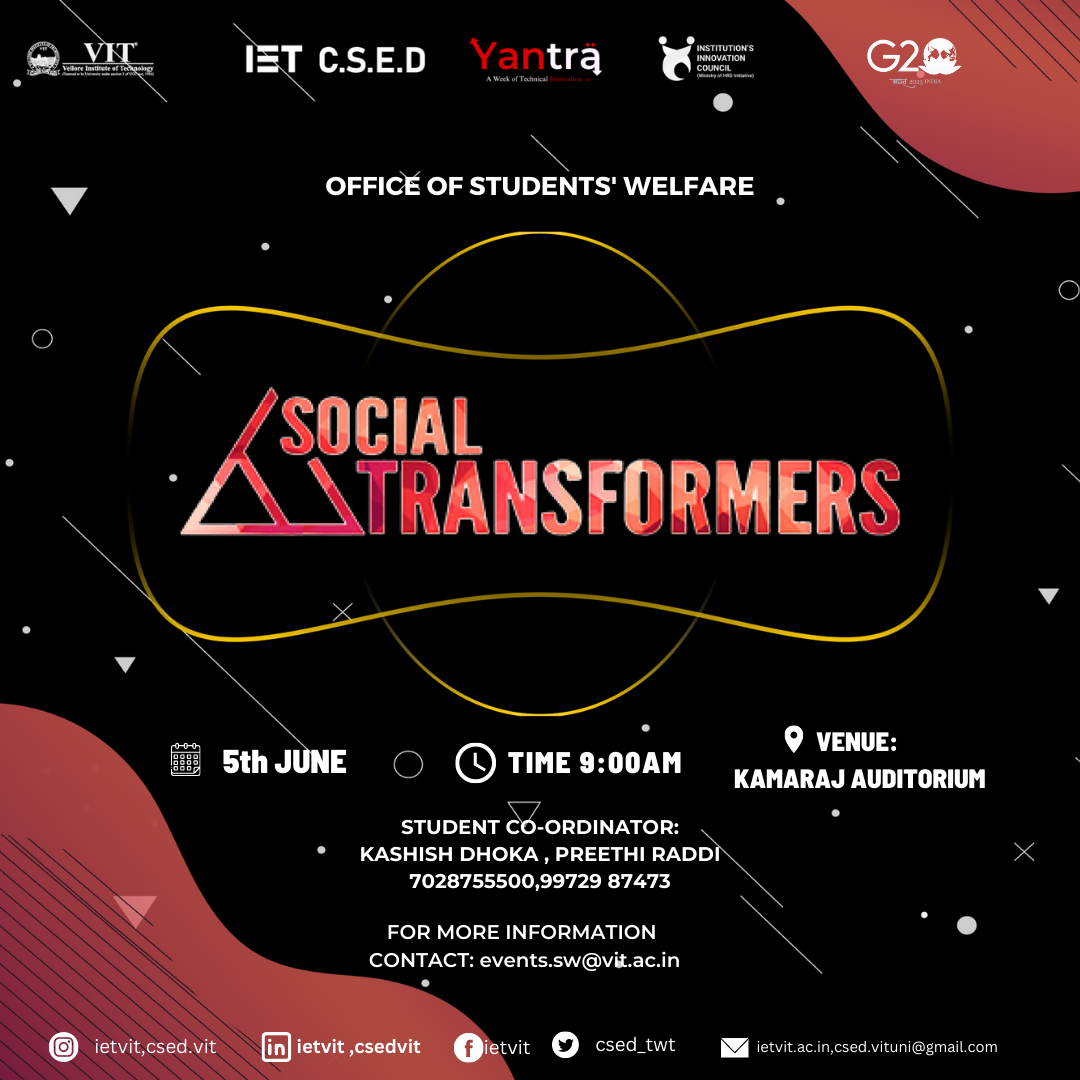 VIT
Vellore Institute of Technology
IET C.S.E.D
Yantra
A Week of Technical Innovation
INSTITUTION'S
INNOVATION
COUNCIL
(Ministry of HRD Initiative)
G20
2023 INDIA
OFFICE OF STUDENTS' WELFARE
SOCIAL
TRANSFORMERS
5th JUNE
TIME 9:00AM
VENUE:
KAMARAJ AUDITORIUM
STUDENT CO-ORDINATOR:
KASHISH DHOKA , PREETHI RADDI
7028755500,99729 87473
FOR MORE INFORMATION
CONTACT: events.sw@vit.ac.in
ietvit,csed.vit
ietvit ,csedvit
ietvit
csed_twt
ietvit.ac.in,csed.vituni@gmail.com